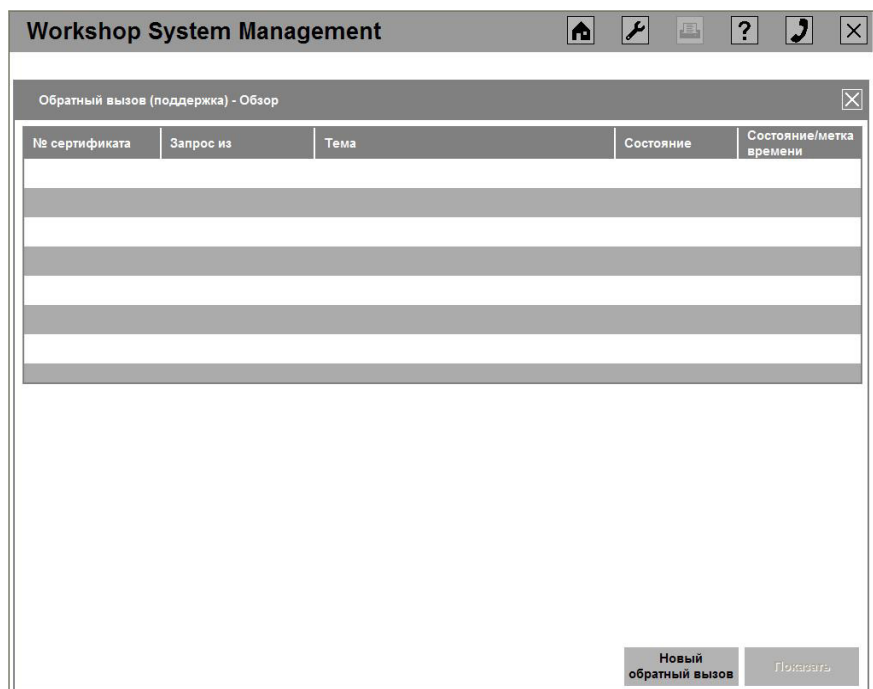 Workshop System Management
?
Обратный вызов (поддержка) - Обзор
№ сертификата Запрос из Тема Состояние Состояние/метка
времени
Новый
обратный вызов
Показать